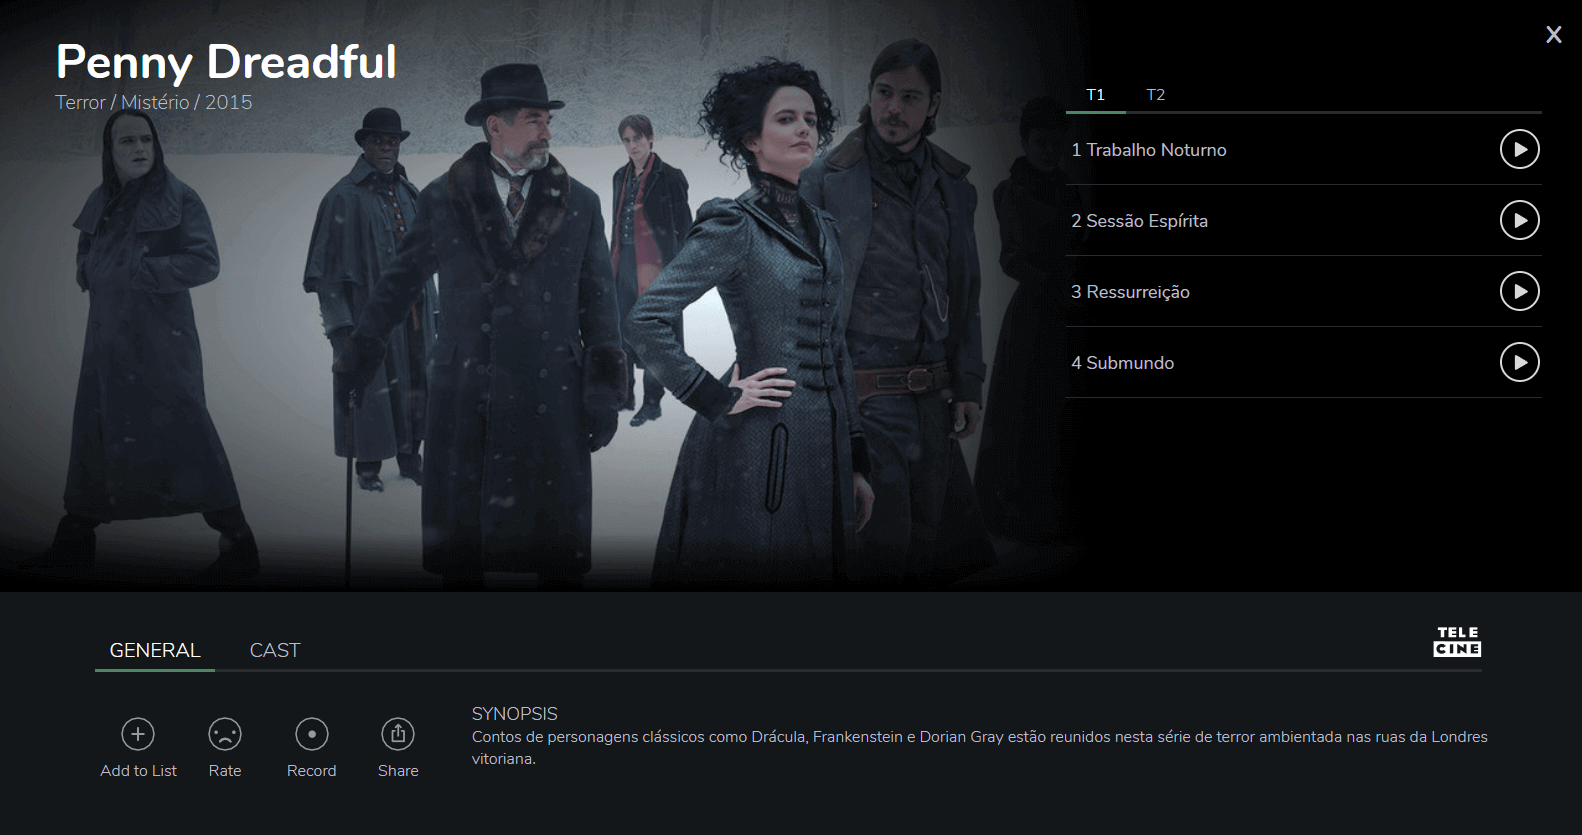 Penny Dreadful
Terror / Mistério / 2015
X
T1 T2
1 Trabalho Noturno
2 Sessão Espírita
3 Ressurreição
4 Submundo
GENERAL CAST
TELE
CINE
Add to List Rate Record Share
SYNOPSIS
Contos de personagens clássicos como Drácula, Frankenstein e Dorian Gray estão reunidos nesta série de terror ambientada nas ruas da Londres
vitoriana.